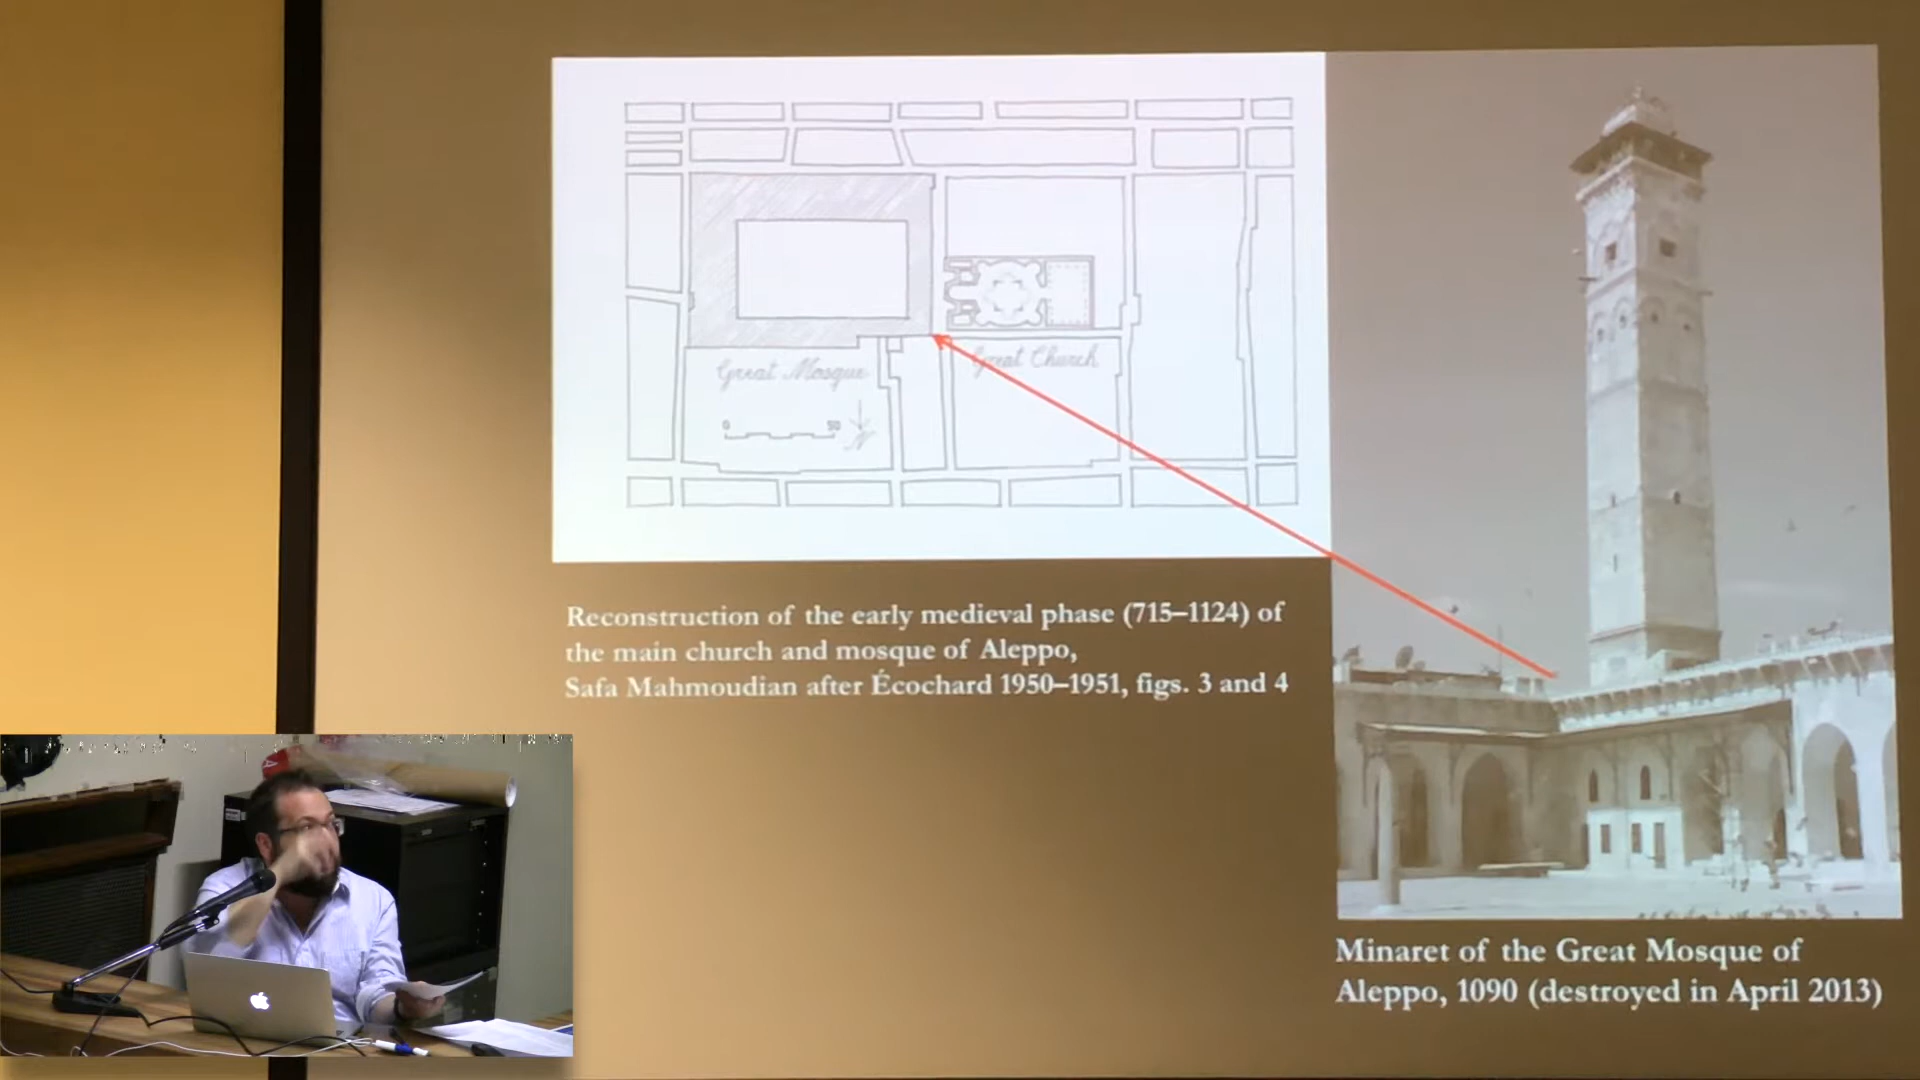 Great Mosque
Great Church
0 50
N
Reconstruction of the early medieval phase (715–1124) of
the main church and mosque of Aleppo,
Safa Mahmoudian after Écochard 1950–1951, figs. 3 and 4
Minaret of the Great Mosque of
Aleppo, 1090 (destroyed in April 2013)